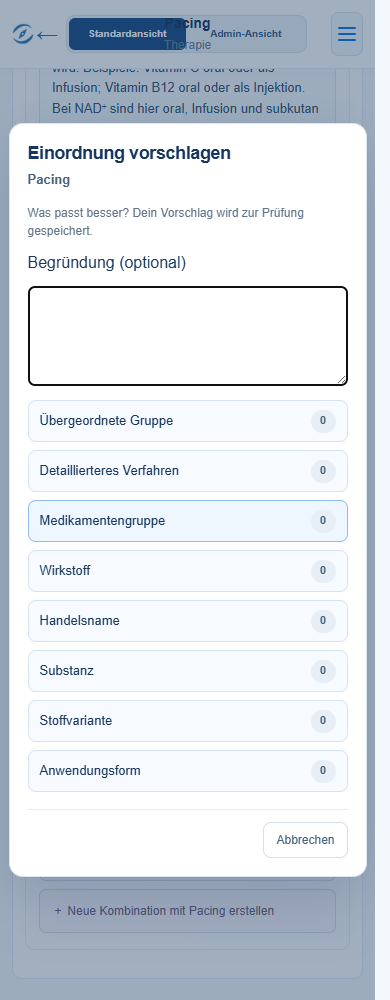 Pacing
Standardansicht
Admin-Ansicht
Therapie
wird. Beispiele: Vitamin C oral oder als
Infusion; Vitamin B12 oral oder als Injektion.
Bei NAD⁺ sind hier oral, Infusion und subkutan
Einordnung vorschlagen
Pacing
Was passt besser? Dein Vorschlag wird zur Prüfung
gespeichert.
Begründung (optional)
Übergeordnete Gruppe 0
Detaillierteres Verfahren 0
Medikamentengruppe 0
Wirkstoff 0
Handelsname 0
Substanz 0
Stoffvariante 0
Anwendungsform 0
Abbrechen
+ Neue Kombination mit Pacing erstellen